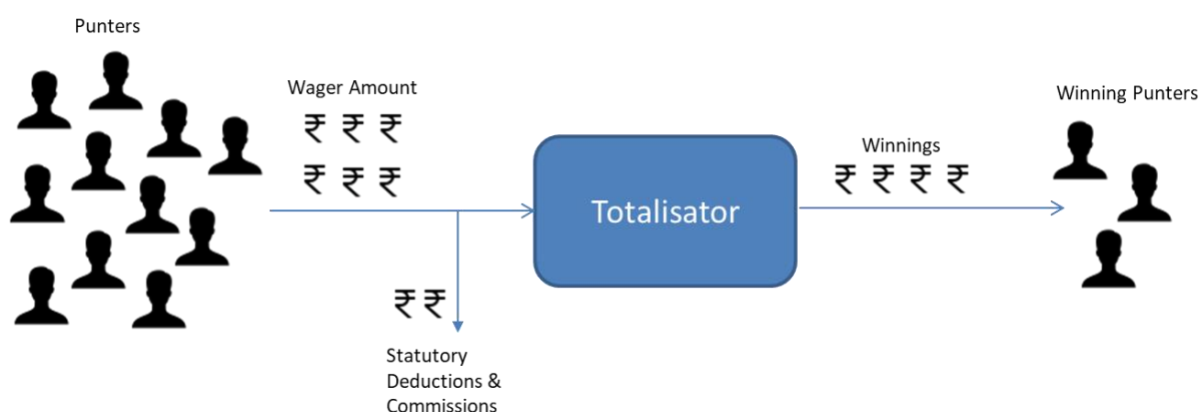 Punters
Wager Amount
₹ ₹ ₹
₹ ₹ ₹
Totalisator
Winnings
₹ ₹ ₹ ₹
Winning Punters
₹ ₹
Statutory
Deductions &
Commissions